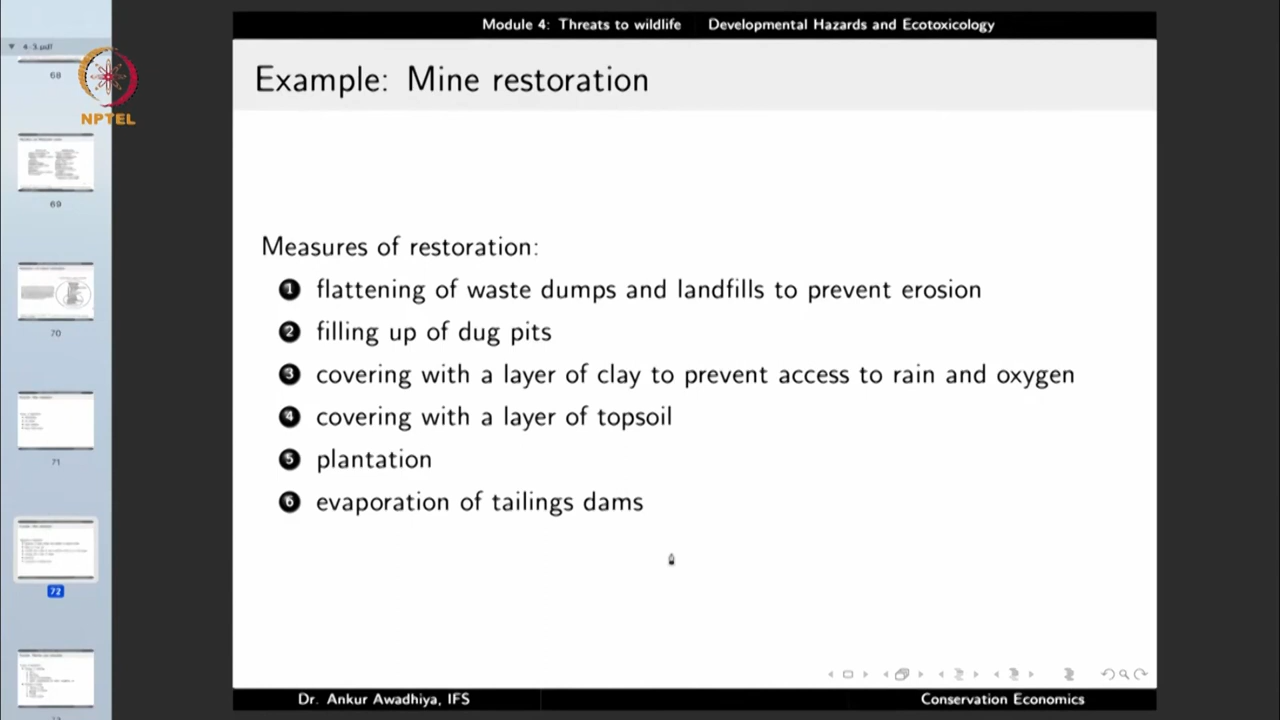 Module 4: Threats to wildlife Developmental Hazards and Ecotoxicology
4-3.pdf
68
NPTEL
69
70
71
72
Example: Mine restoration
Measures of restoration:
1 flattening of waste dumps and landfills to prevent erosion
2 filling up of dug pits
3 covering with a layer of clay to prevent access to rain and oxygen
4 covering with a layer of topsoil
5 plantation
6 evaporation of tailings dams
Dr. Ankur Awadhiya, IFS Conservation Economics